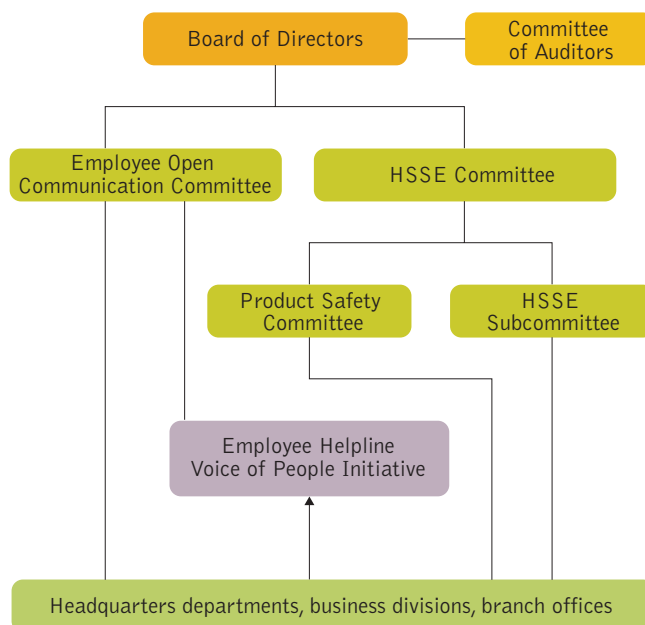 Board of Directors
Committee
of Auditors
Employee Open
Communication Committee
HSSE Committee
Product Safety
Committee
HSSE
Subcommittee
Employee Helpline
Voice of People Initiative
Headquarters departments, business divisions, branch offices